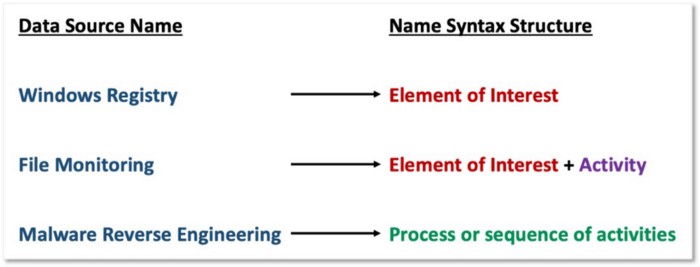 Data Source Name Name Syntax Structure
Windows Registry Element of Interest
File Monitoring Element of Interest + Activity
Malware Reverse Engineering Process or sequence of activities